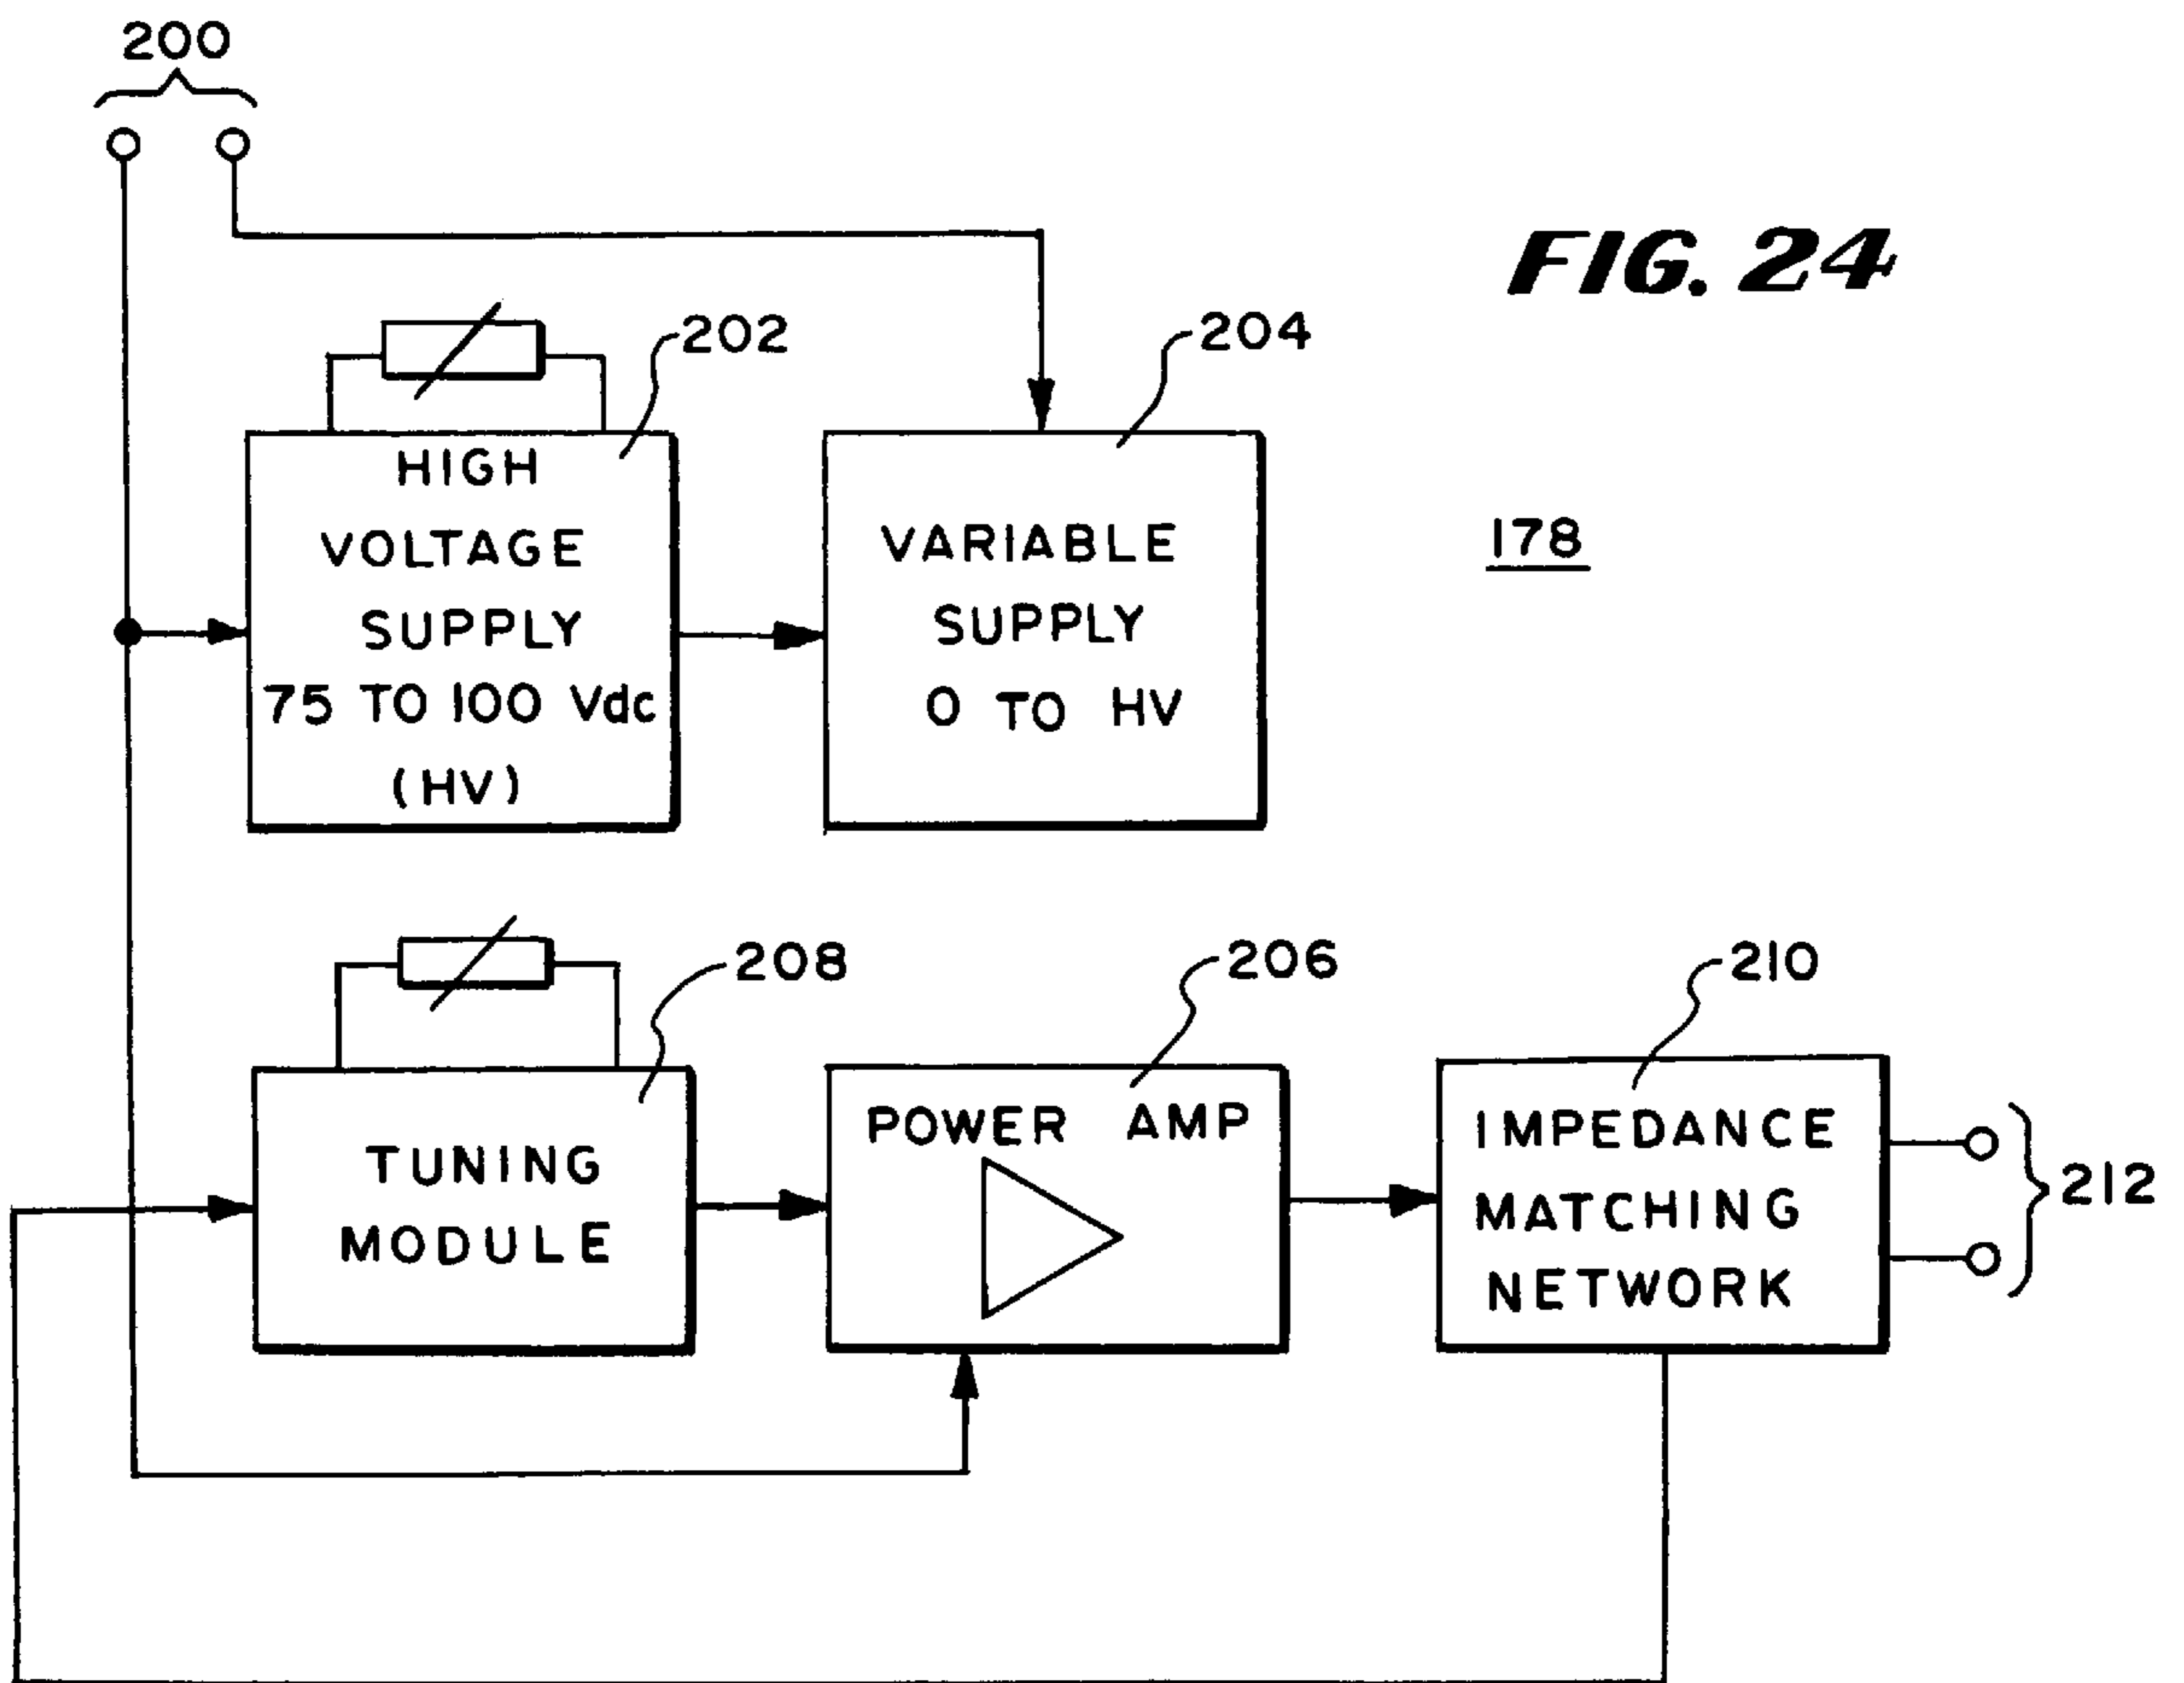 200
FIG. 24
202
204
HIGH
VOLTAGE
SUPPLY
75 TO 100 Vdc
(HV)
VARIABLE
SUPPLY
0 TO HV
178
208
206
210
TUNING
MODULE
POWER AMP
IMPEDANCE
MATCHING
NETWORK
212